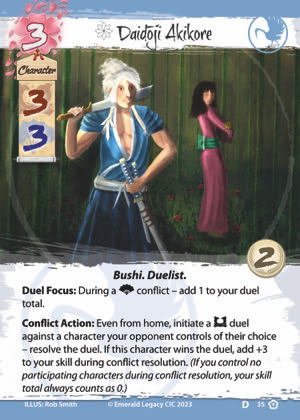 3
Daidoji Akikore
Character
3
3
2
Bushi. Duelist.
Duel Focus: During a conflict – add 1 to your duel
total.
Conflict Action: Even from home, initiate a duel
against a character your opponent controls of their choice
– resolve the duel. If this character wins the duel, add +3
to your skill during conflict resolution. (If you control no
participating characters during conflict resolution, your skill
total always counts as 0.)
ILLUS: Rob Smith © Emerald Legacy CIC 2023 D 35